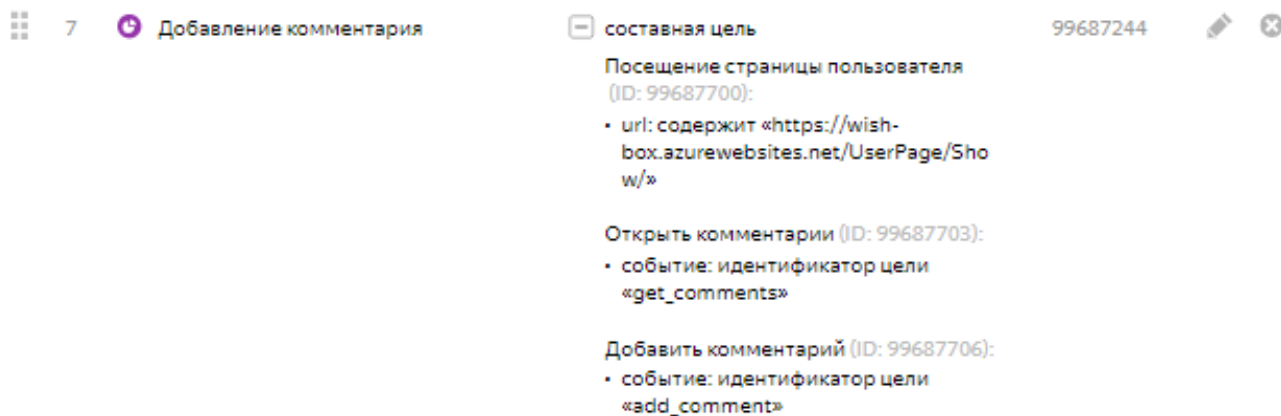 7 Добавление комментария составная цель 99687244
Посещение страницы пользователя
(ID: 99687700):
• url: содержит «https://wish-
box.azurewebsites.net/UserPage/Sho
w/»
Открыть комментарии (ID: 99687703):
• событие: идентификатор цели
«get_comments»
Добавить комментарий (ID: 99687706):
• событие: идентификатор цели
«add_comment»